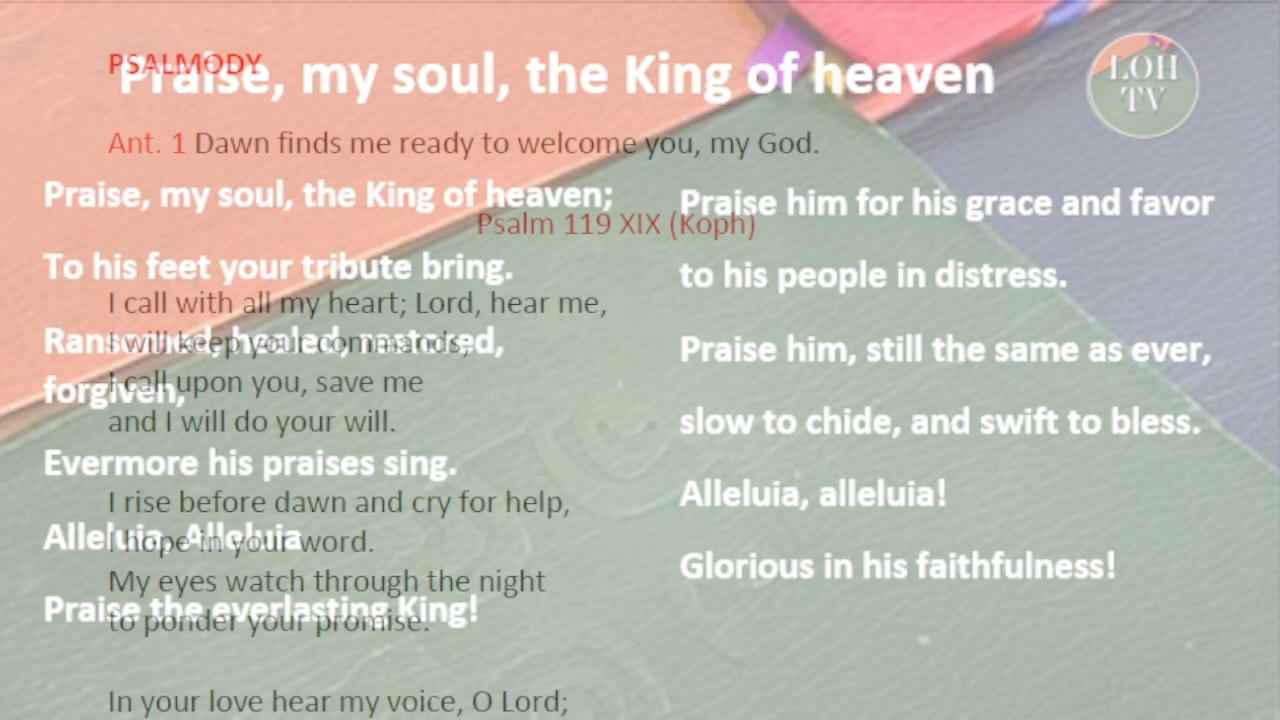 PSALMODY
Praise, my soul, the King of heaven
LOH
TV
Ant. 1 Dawn finds me ready to welcome you, my God.
Psalm 119 XIX (Koph)
I call with all my heart; Lord, hear me,
I will keep your commands;
I call upon you, save me
and I will do your will.
I rise before dawn and cry for help,
I hope in your word.
My eyes watch through the night
to ponder your promise.
In your love hear my voice, O Lord;
Praise, my soul, the King of heaven;
To his feet your tribute bring.
Ransomed, healed, restored,
forgiven,
Evermore his praises sing.
Alleluia, Alleluia
Praise the everlasting King!
Praise him for his grace and favor
to his people in distress.
Praise him, still the same as ever,
slow to chide, and swift to bless.
Alleluia, alleluia!
Glorious in his faithfulness!